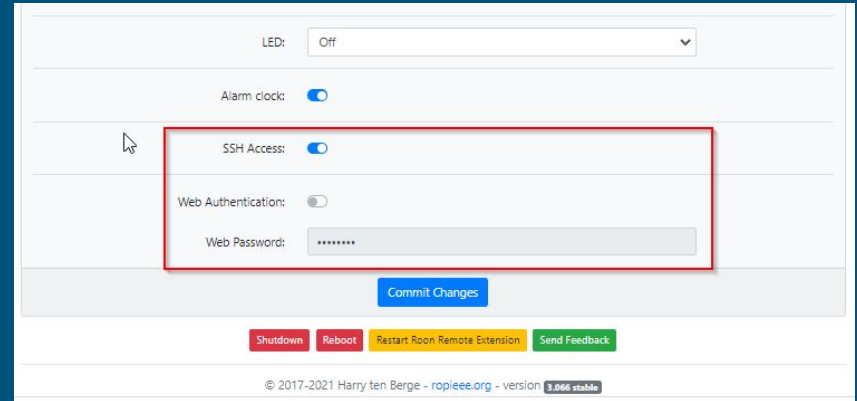 LED: Off
Alarm clock:
SSH Access:
Web Authentication:
Web Password: ••••••••
Commit Changes
Shutdown Reboot Restart Roon Remote Extension Send Feedback
© 2017-2021 Harry ten Berge - ropieee.org - version 3.066 stable